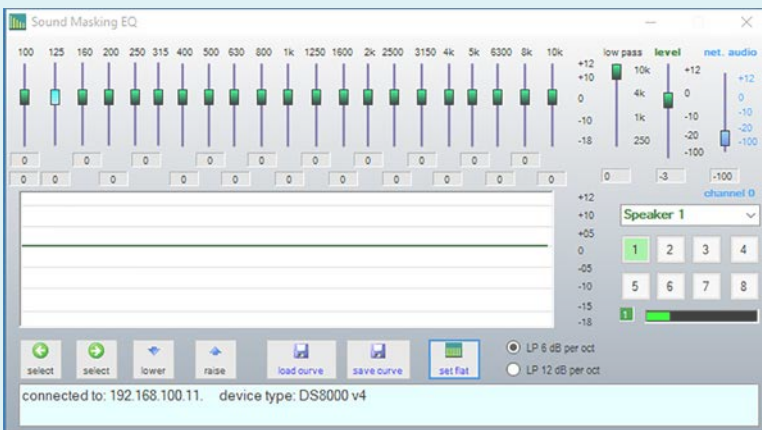 Sound Masking EQ
100 125 160 200 250 315 400 500 630 800 1k 1250 1600 2k 2500 3150 4k 5k 6300 8k 10k low pass level net. audio
+12 10k +12
+10 +12
0 4k 0 0
-10 1k -10 -10
-20 -20
-18 250 -100 -100
0 0 0 0 0 0 0 0 0 0
0 0 0 0 0 0 0 0 0 0 0 0 -3 -100
channel 0
+12
+10
+05
0
-05
-10
-15
-18
Speaker 1
1 2 3 4
5 6 7 8
1
select select lower raise load curve save curve set flat
LP 6 dB per oct
LP 12 dB per oct
connected to: 192.168.100.11. device type: DS8000 v4